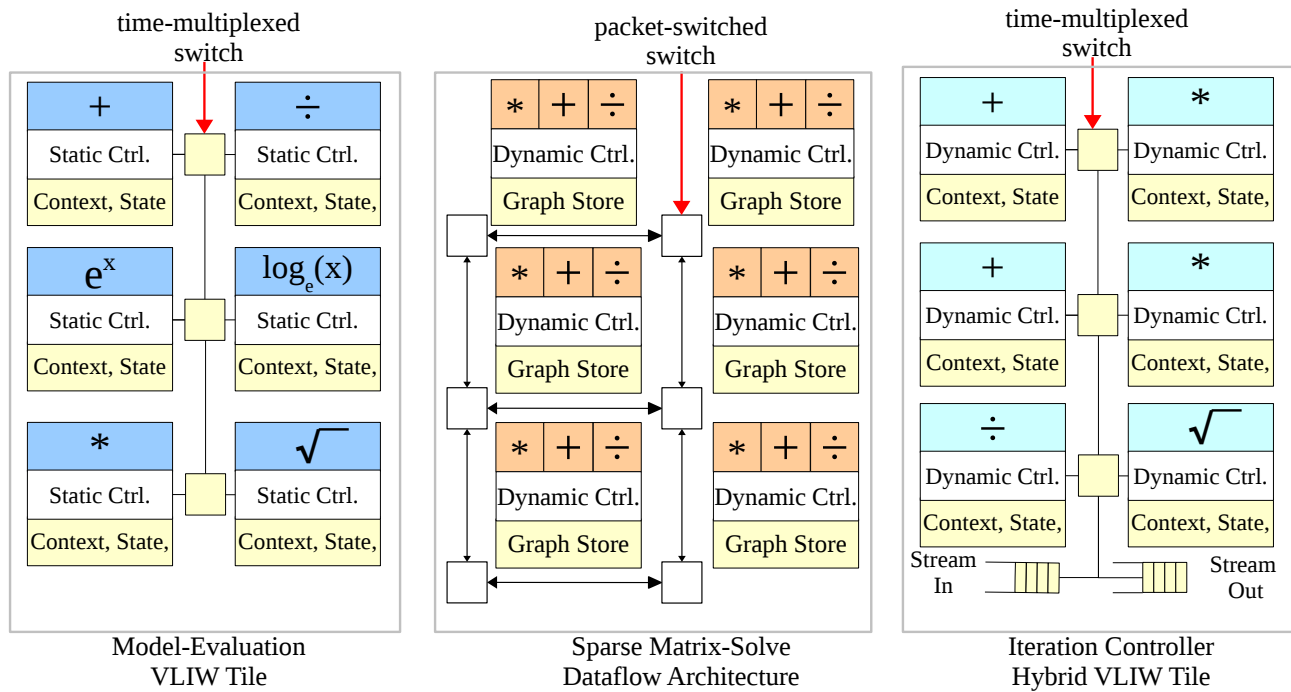 time-multiplexed
switch
+
÷
Static Ctrl.
Static Ctrl.
Context, State
Context, State,
e^x
log_e(x)
Static Ctrl.
Static Ctrl.
Context, State
Context, State,
*
√
Static Ctrl.
Static Ctrl.
Context, State,
Context, State,
Model-Evaluation
VLIW Tile
packet-switched
switch
* + ÷
* + ÷
Dynamic Ctrl.
Dynamic Ctrl.
Graph Store
Graph Store
* + ÷
* + ÷
Dynamic Ctrl.
Dynamic Ctrl.
Graph Store
Graph Store
* + ÷
* + ÷
Dynamic Ctrl.
Dynamic Ctrl.
Graph Store
Graph Store
Sparse Matrix-Solve
Dataflow Architecture
time-multiplexed
switch
+
*
Dynamic Ctrl.
Dynamic Ctrl.
Context, State
Context, State,
+
*
Dynamic Ctrl.
Dynamic Ctrl.
Context, State
Context, State,
÷
√
Dynamic Ctrl.
Dynamic Ctrl.
Context, State,
Context, State,
Stream
In
Stream
Out
Iteration Controller
Hybrid VLIW Tile